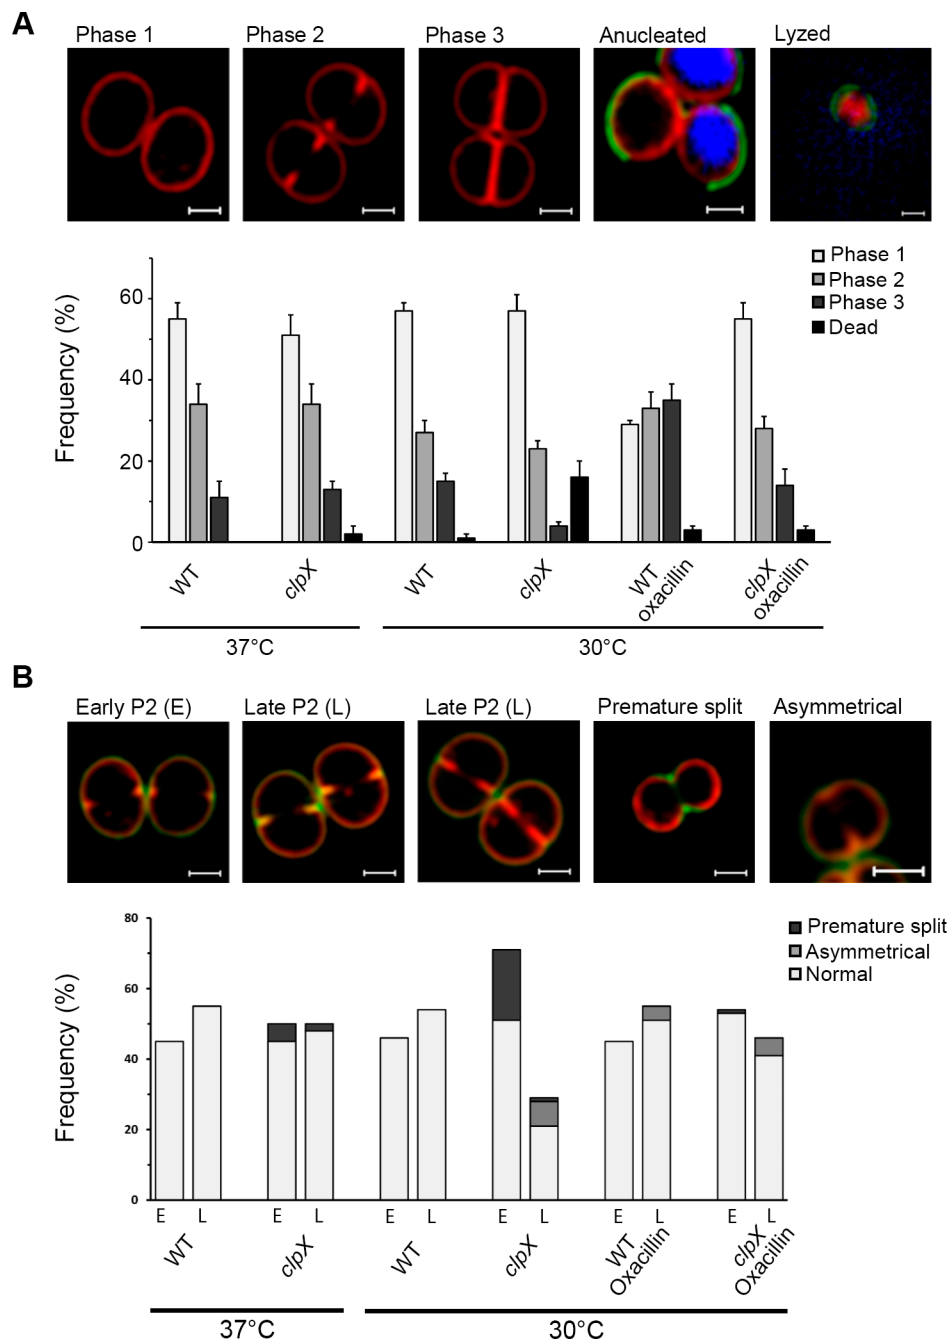 A
Phase 1 Phase 2 Phase 3 Anucleated Lyzed
Phase 1
Phase 2
Phase 3
Dead
Frequency (%)
60
40
20
0
WT
clpX
WT
clpX
WT oxacillin
clpX oxacillin
37°C 30°C
B
Early P2 (E) Late P2 (L) Late P2 (L) Premature split Asymmetrical
Premature split
Asymmetrical
Normal
Frequency (%)
80
60
40
20
0
E L E L E L E L E L E L
WT
clpX
WT
clpX
WT Oxacillin
clpX Oxacillin
37°C 30°C